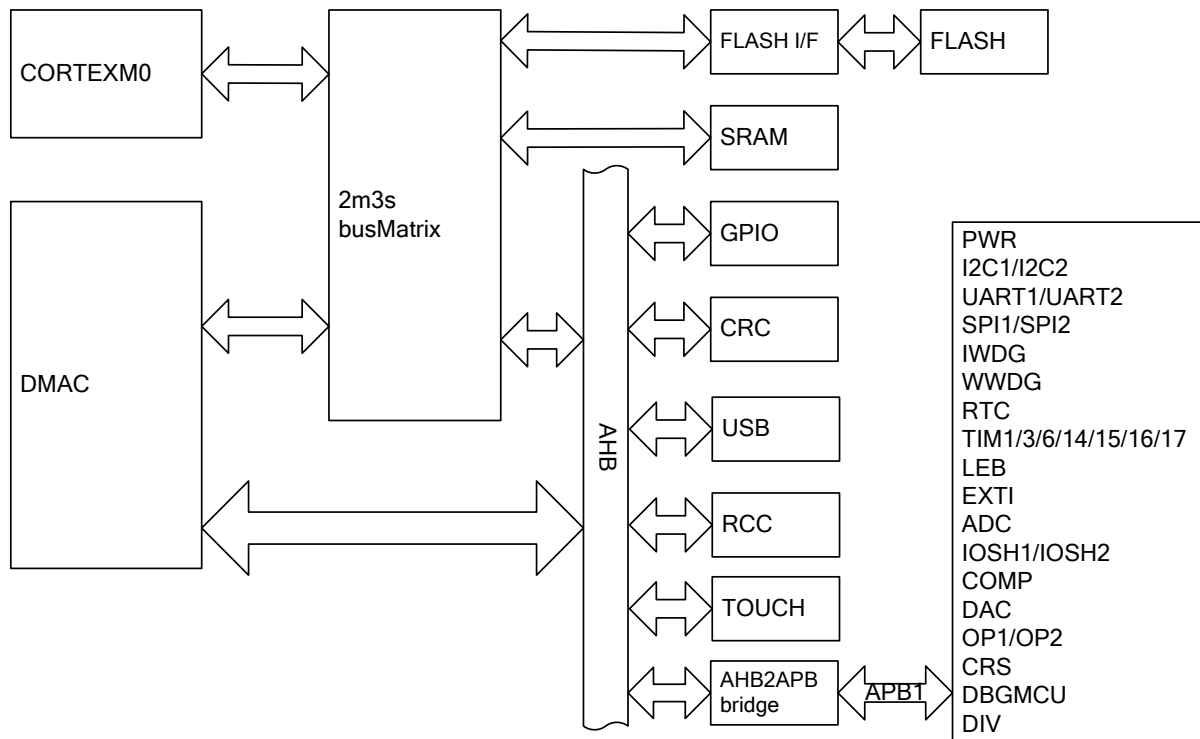 CORTEXM0
2m3s
busMatrix
FLASH I/F
FLASH
SRAM
DMAC
AHB
GPIO
CRC
USB
RCC
TOUCH
AHB2APB
bridge
APB1
PWR
I2C1/I2C2
UART1/UART2
SPI1/SPI2
IWDG
WWDG
RTC
TIM1/3/6/14/15/16/17
LEB
EXTI
ADC
IOSH1/IOSH2
COMP
DAC
OP1/OP2
CRS
DBGMCU
DIV